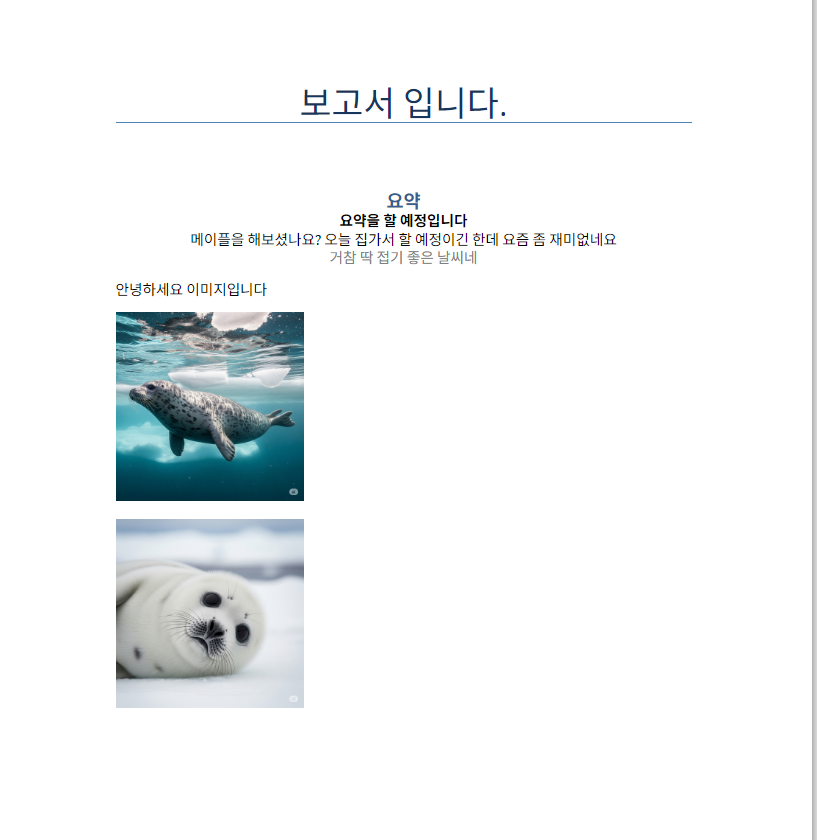 보고서 입니다.
요약
요약을 할 예정입니다
메이플을 해보셨나요? 오늘 집가서 할 예정이긴 한데 요즘 좀 재미없네요
거참 딱 접기 좋은 날씨네
안녕하세요 이미지입니다